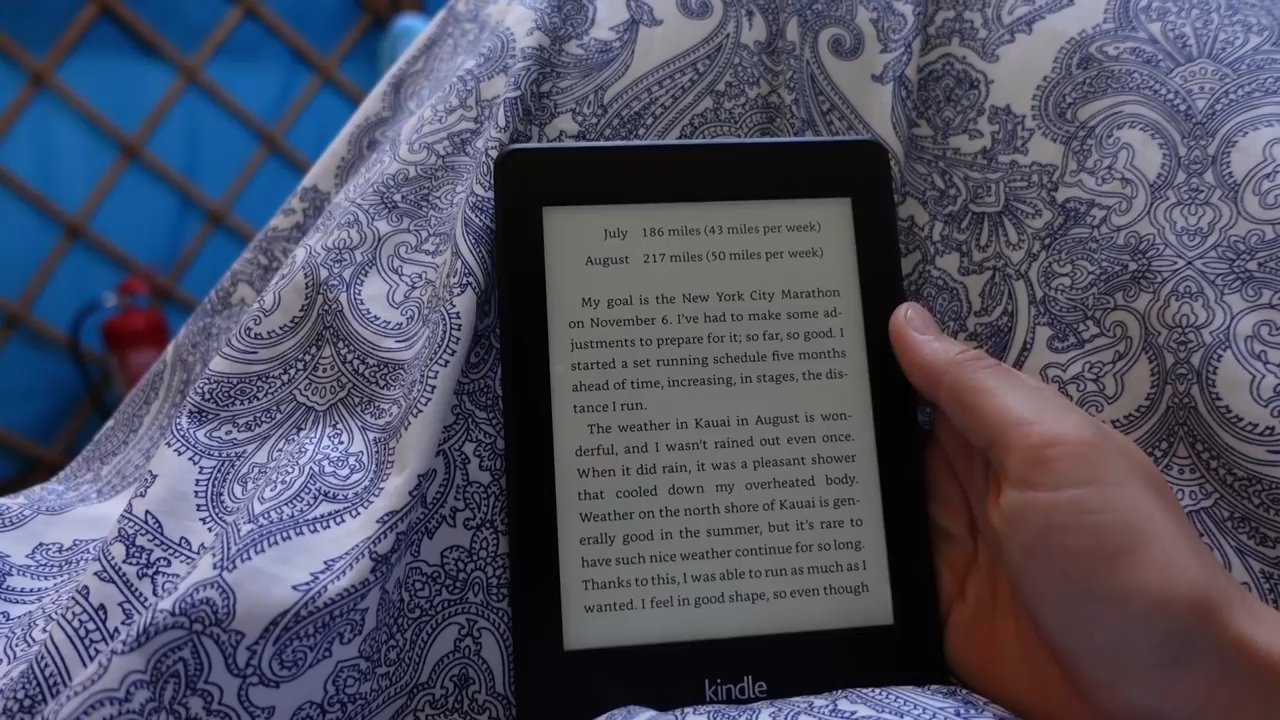 July 186 miles (43 miles per week)
August 217 miles (50 miles per week)
My goal is the New York City Marathon
on November 6. I've had to make some ad-
justments to prepare for it; so far, so good. I
started a set running schedule five months
ahead of time, increasing, in stages, the dis-
tance I run.
The weather in Kauai in August is won-
derful, and I wasn't rained out even once.
When it did rain, it was a pleasant shower
that cooled down my overheated body.
Weather on the north shore of Kauai is gen-
erally good in the summer, but it's rare to
have such nice weather continue for so long.
Thanks to this, I was able to run as much as I
wanted. I feel in good shape, so even though
kindle